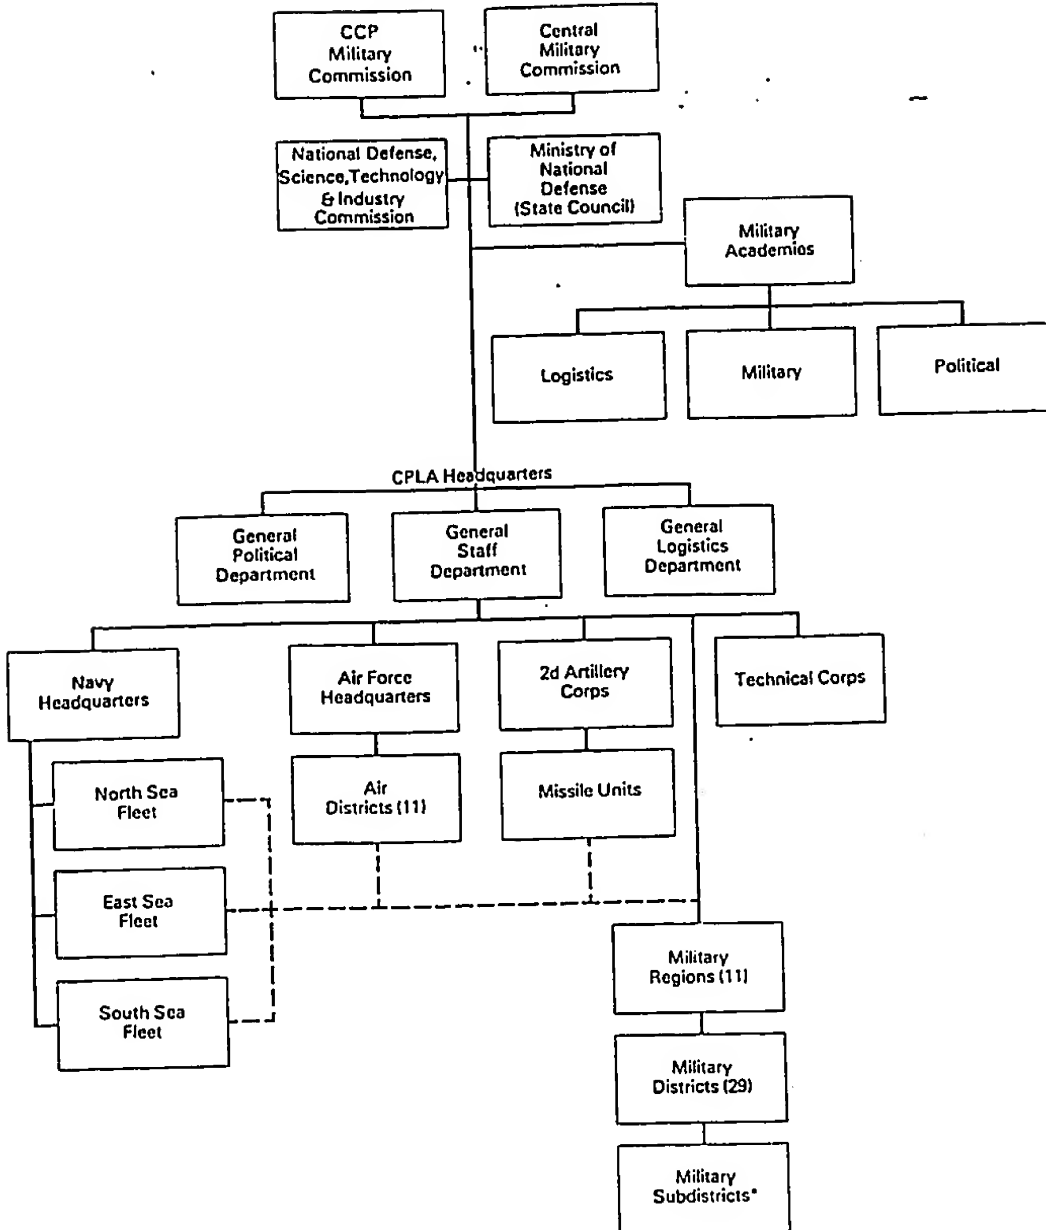 CCP
Military
Commission
Central
Military
Commission
National Defense,
Science, Technology
& Industry
Commission
Ministry of
National
Defense
(State Council)
Military
Academies
Logistics
Military
Political
CPLA Headquarters
General
Political
Department
General
Staff
Department
General
Logistics
Department
Navy
Headquarters
Air Force
Headquarters
2d Artillery
Corps
Technical Corps
North Sea
Fleet
Air
Districts (11)
Missile Units
East Sea
Fleet
South Sea
Fleet
Military
Regions (11)
Military
Districts (29)
Military
Subdistricts*